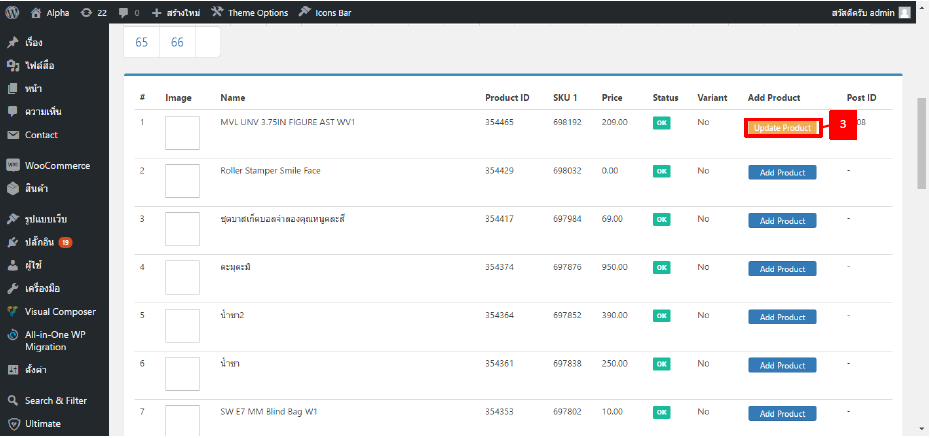 Alpha 22 0 + สร้างใหม่ Theme Options Icons Bar สวัสดีครับ admin
เรื่อง
ไฟล์สื่อ
หน้า
ความเห็น
Contact
WooCommerce
สินค้า
รูปแบบเว็บ
ปลั๊กอิน 19
ผู้ใช้
เครื่องมือ
Visual Composer
All-in-One WP
Migration
ตั้งค่า
Search & Filter
Ultimate
65 66
# Image Name Product ID SKU 1 Price Status Variant Add Product Post ID
1 MVL UNV 3.75IN FIGURE AST WV1 354465 698192 209.00 OK No Update Product 3 08
2 Roller Stamper Smile Face 354429 698032 0.00 OK No Add Product -
3 ชุดบาสเก็ตบอลจำลองคุณหนูคละสี 354417 697984 69.00 OK No Add Product -
4 ตะมุตะมิ 354374 697876 950.00 OK No Add Product -
5 น้ำชา2 354364 697852 390.00 OK No Add Product -
6 น้ำชา 354361 697838 250.00 OK No Add Product -
7 SW E7 MM Blind Bag W1 354353 697802 10.00 OK No Add Product -